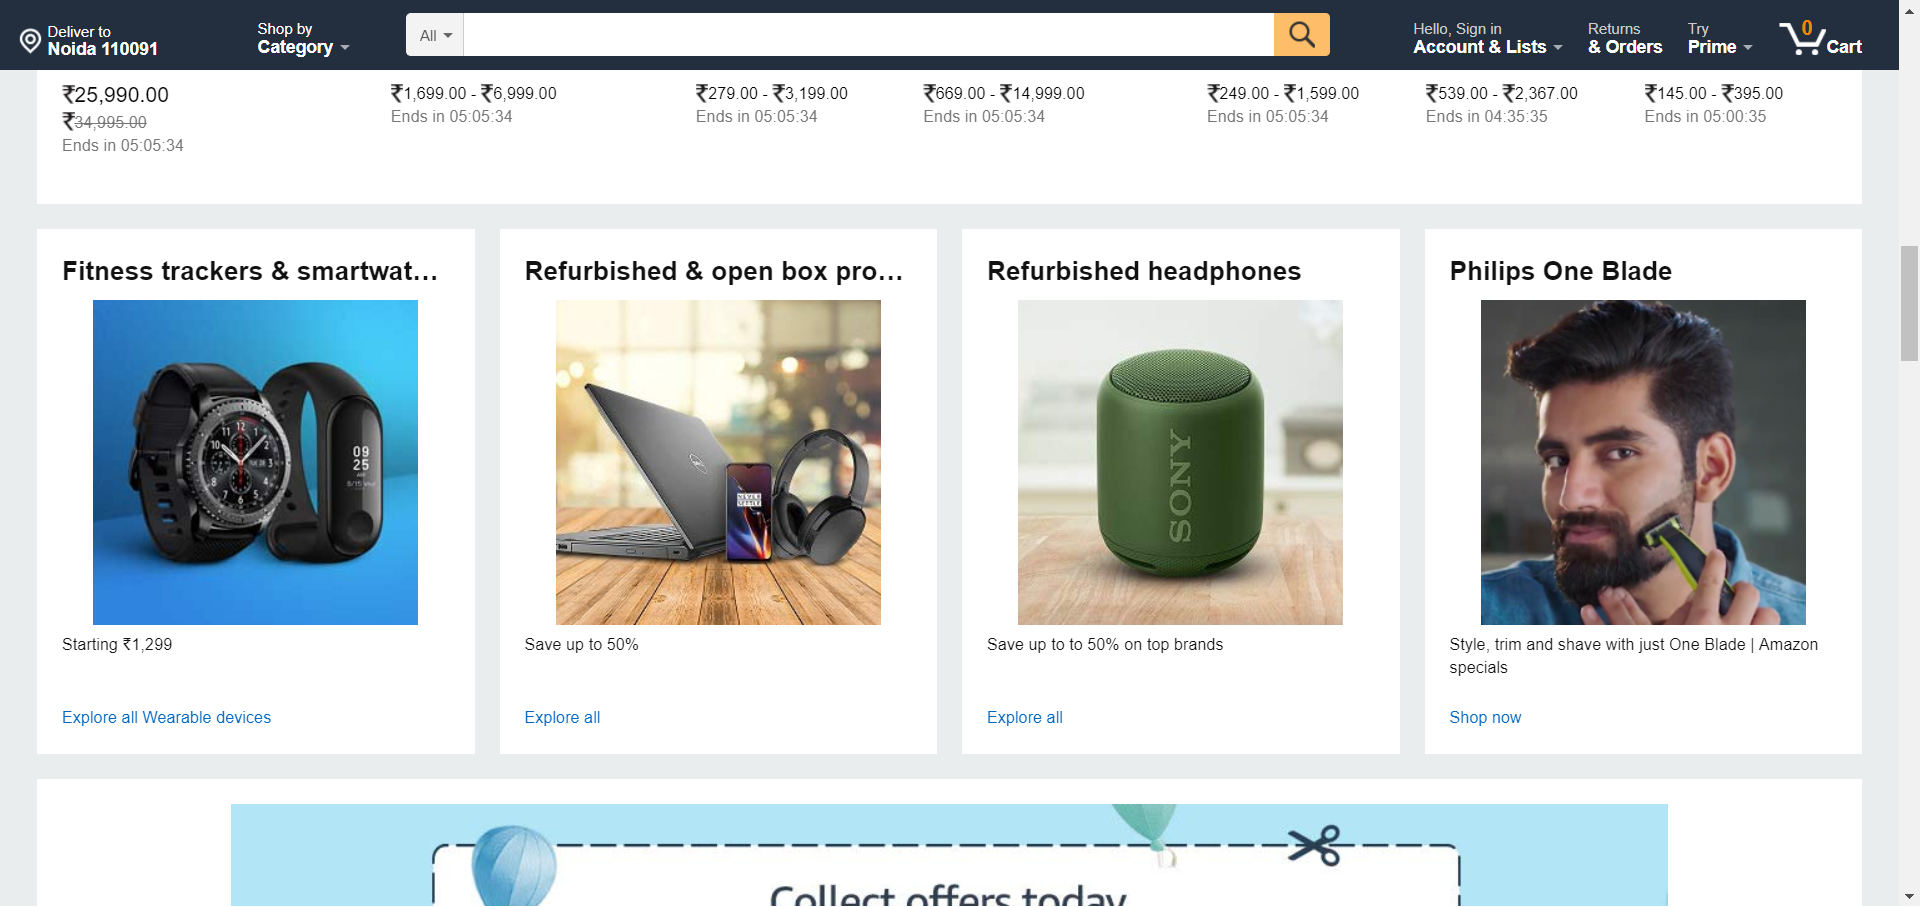 Deliver to
Noida 110091
Shop by
Category
All
Hello, Sign in
Account & Lists
Returns
& Orders
Try
Prime
0
Cart
₹25,990.00
₹34,995.00
Ends in 05:05:34
₹1,699.00 - ₹6,999.00
Ends in 05:05:34
₹279.00 - ₹3,199.00
Ends in 05:05:34
₹669.00 - ₹14,999.00
Ends in 05:05:34
₹249.00 - ₹1,599.00
Ends in 05:05:34
₹539.00 - ₹2,367.00
Ends in 04:35:35
₹145.00 - ₹395.00
Ends in 05:00:35
Fitness trackers & smartwat...
09
25
Starting ₹1,299
Explore all Wearable devices
Refurbished & open box pro...
DELL
NEVER
SETTLE
Save up to 50%
Explore all
Refurbished headphones
SONY
Save up to to 50% on top brands
Explore all
Philips One Blade
Style, trim and shave with just One Blade | Amazon
specials
Shop now
Collect offers today